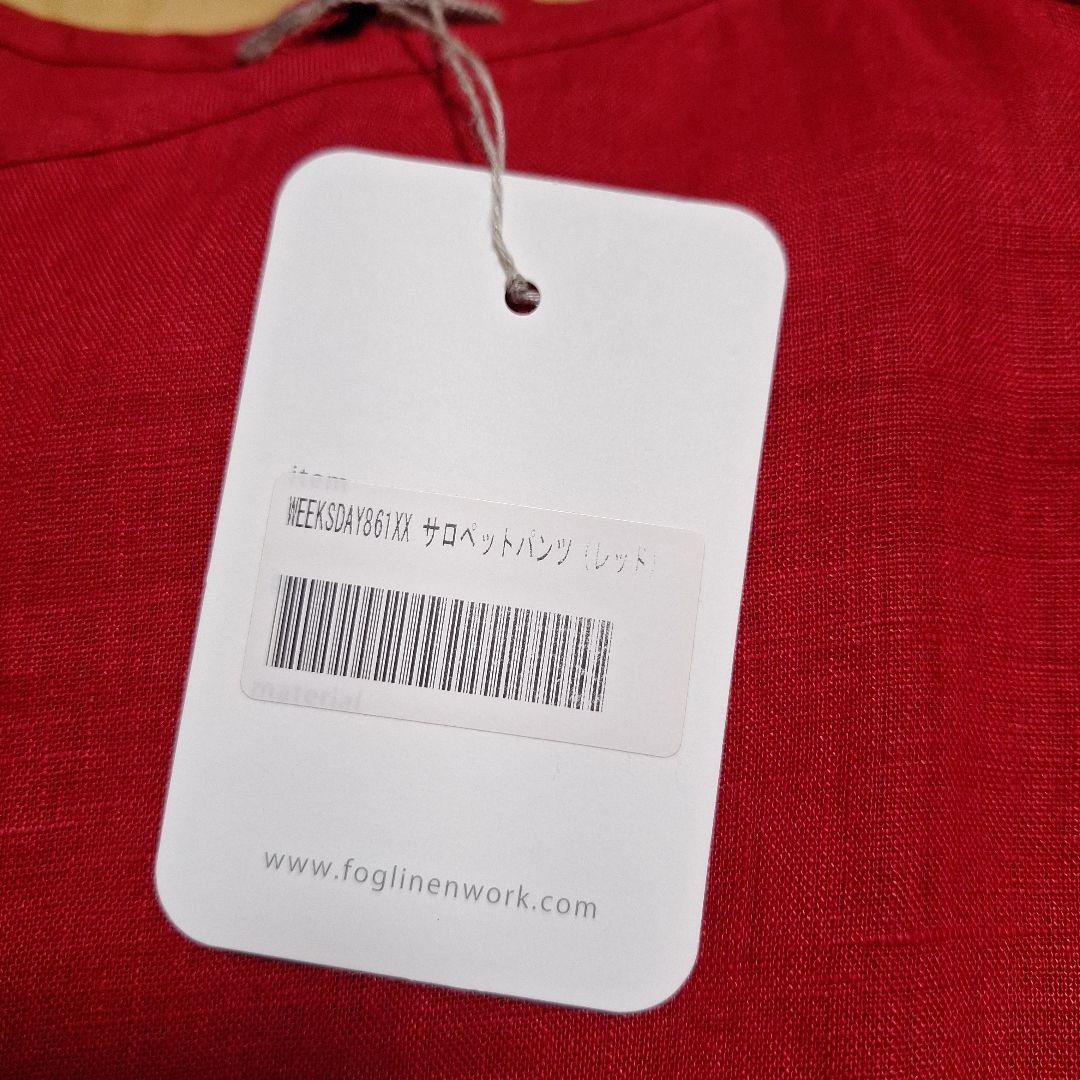 item
WEEKSDAY861XX サロペットパンツ (レッド)
material
www.foglinenwork.com